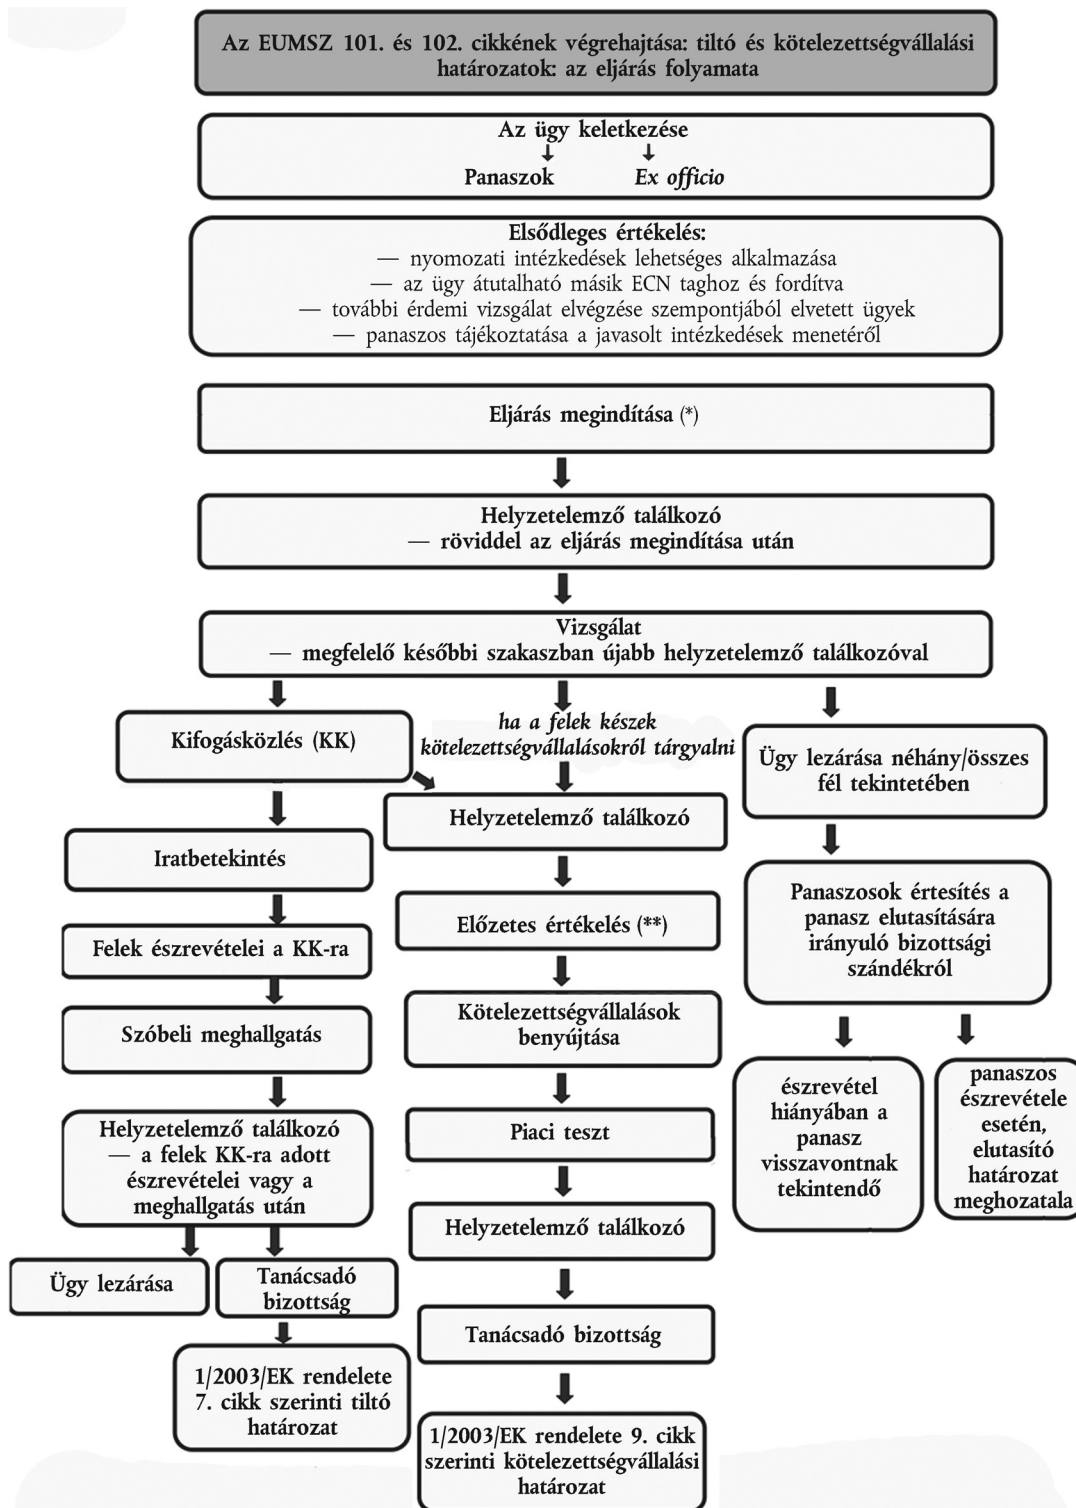 Az EUMSZ 101. és 102. cikkének végrehajtása: tiltó és kötelezettségvállalási
határozatok: az eljárás folyamata
Az ügy keletkezése
Panaszok
Ex officio
Elsődleges értékelés:
— nyomozati intézkedések lehetséges alkalmazása
— az ügy átutalható másik ECN taghoz és fordítva
— további érdemi vizsgálat elvégzése szempontjából elvetett ügyek
— panaszos tájékoztatása a javasolt intézkedések menetéről
Eljárás megindítása (*)
Helyzetelemző találkozó
— röviddel az eljárás megindítása után
Vizsgálat
— megfelelő későbbi szakaszban újabb helyzetelemző találkozóval
Kifogásközlés (KK)
Iratbetekintés
Felek észrevételei a KK-ra
Szóbeli meghallgatás
Helyzetelemző találkozó
— a felek KK-ra adott
észrevételei vagy a
meghallgatás után
Ügy lezárása
Tanácsadó
bizottság
1/2003/EK rendelete
7. cikk szerinti tiltó
határozat
ha a felek készek
kötelezettségvállalásokról tárgyalni
Helyzetelemző találkozó
Előzetes értékelés (**)
Kötelezettségvállalások
benyújtása
Piaci teszt
Helyzetelemző találkozó
Tanácsadó bizottság
1/2003/EK rendelete 9. cikk
szerinti kötelezettségvállalási
határozat
Ügy lezárása néhány/összes
fél tekintetében
Panaszosok értesítés a
panasz elutasítására
irányuló bizottsági
szándékról
észrevétel
hiányában a
panasz
visszavontnak
tekintendő
panaszos
észrevétele
esetén,
elutasító
határozat
meghozatala